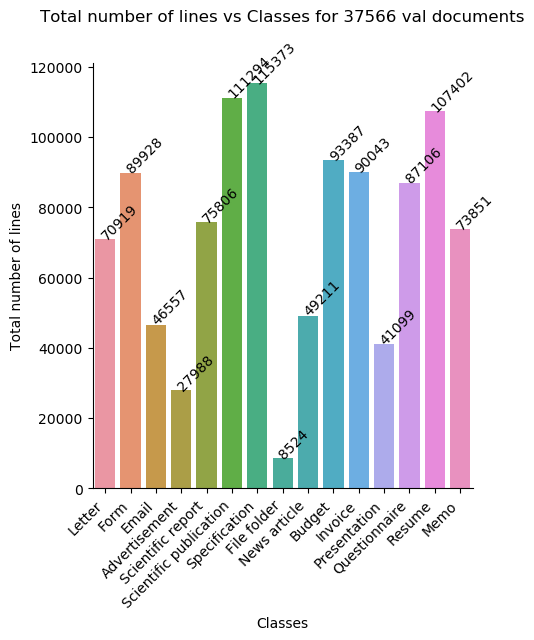 Total number of lines vs Classes for 37566 val documents
Total number of lines
120000
100000
80000
60000
40000
20000
0
70919
89928
46557
27988
75806
111294
115373
8524
49211
93387
90043
41099
87106
107402
73851
Letter
Form
Email
Advertisement
Scientific report
Scientific publication
Specification
File folder
News article
Budget
Invoice
Presentation
Questionnaire
Resume
Memo
Classes